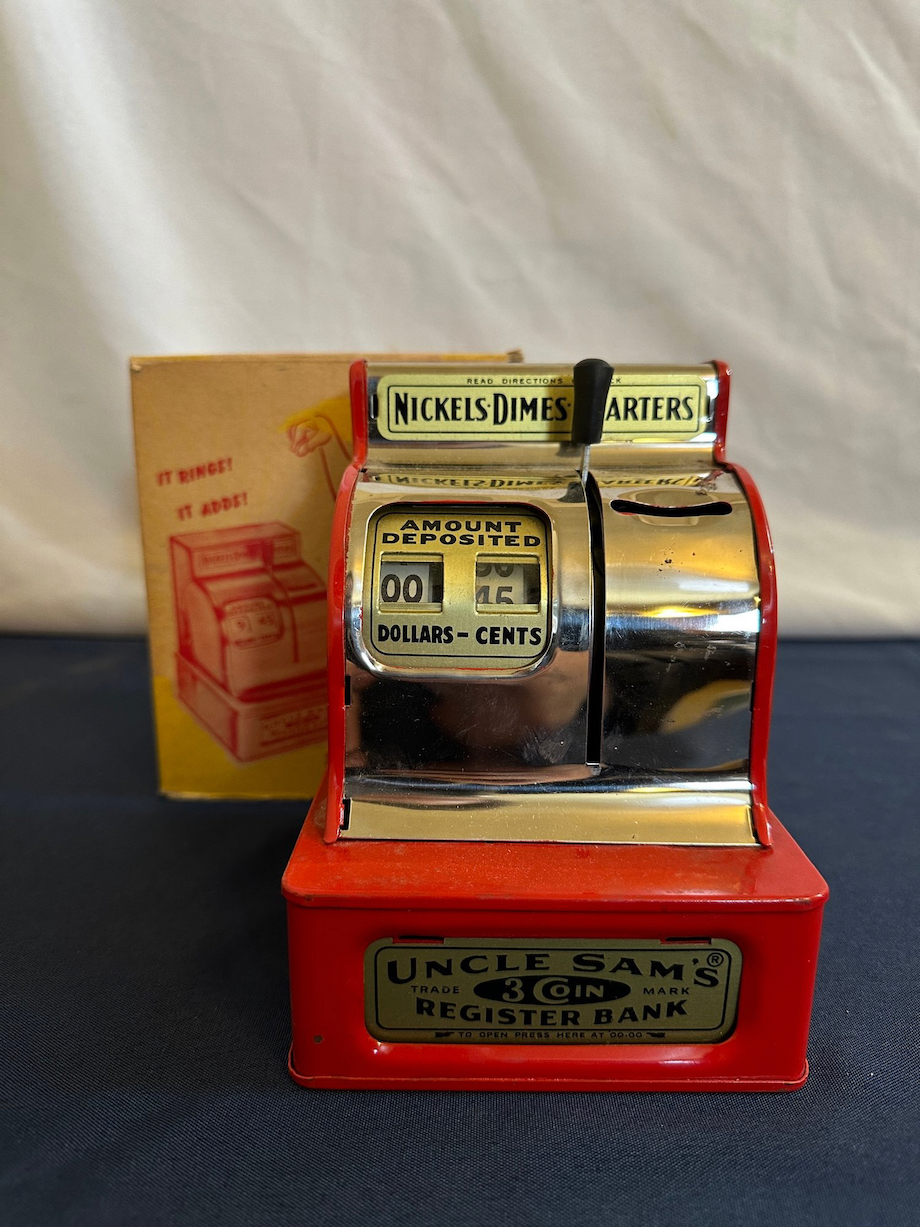 IT RINGS!
IT ADDS!
READ DIRECTIONS
NICKELS·DIMES·
AMOUNT
DEPOSITED
00 45
DOLLARS - CENTS
UNCLE SAM'S ®
TRADE 3 COIN MARK
REGISTER BANK
TO OPEN PRESS HERE AT 00.00